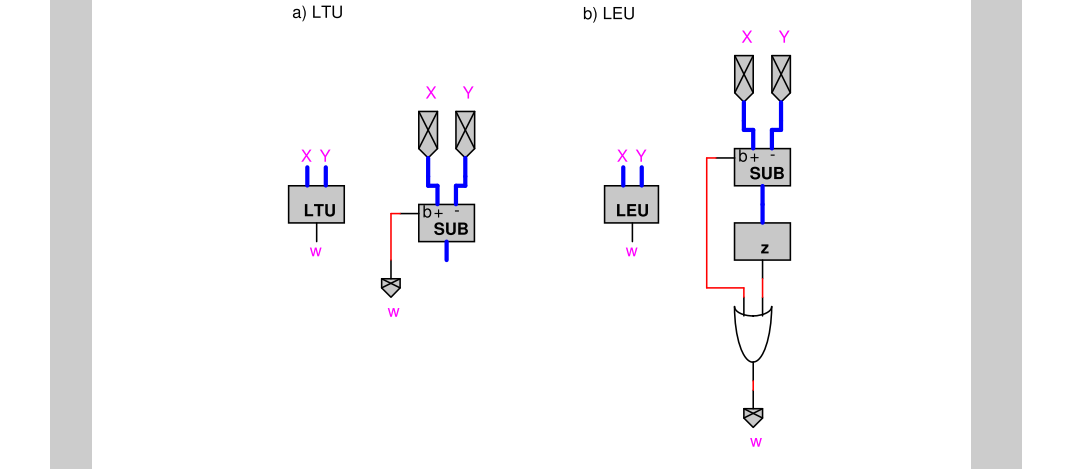 a) LTU
X Y
LTU
w
X Y
b + -
SUB
w
b) LEU
X Y
LEU
w
X Y
b + -
SUB
z
w